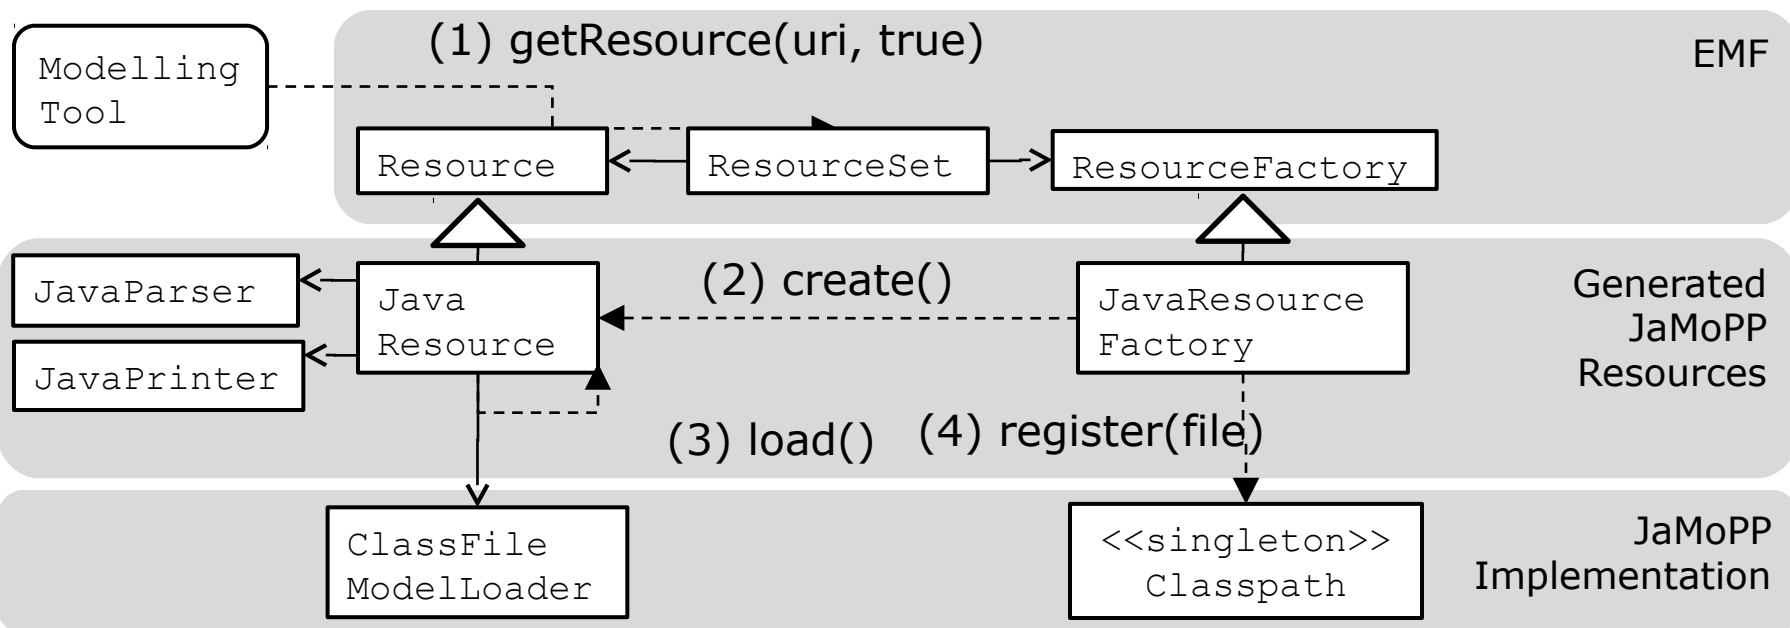 (1) getResource(uri, true)
EMF
Modelling
Tool
Resource
ResourceSet
ResourceFactory
JavaParser
JavaPrinter
Java
Resource
(2) create()
JavaResource
Factory
Generated
JaMoPP
Resources
(3) load()
(4) register(file)
ClassFile
ModelLoader
<<singleton>>
Classpath
JaMoPP
Implementation